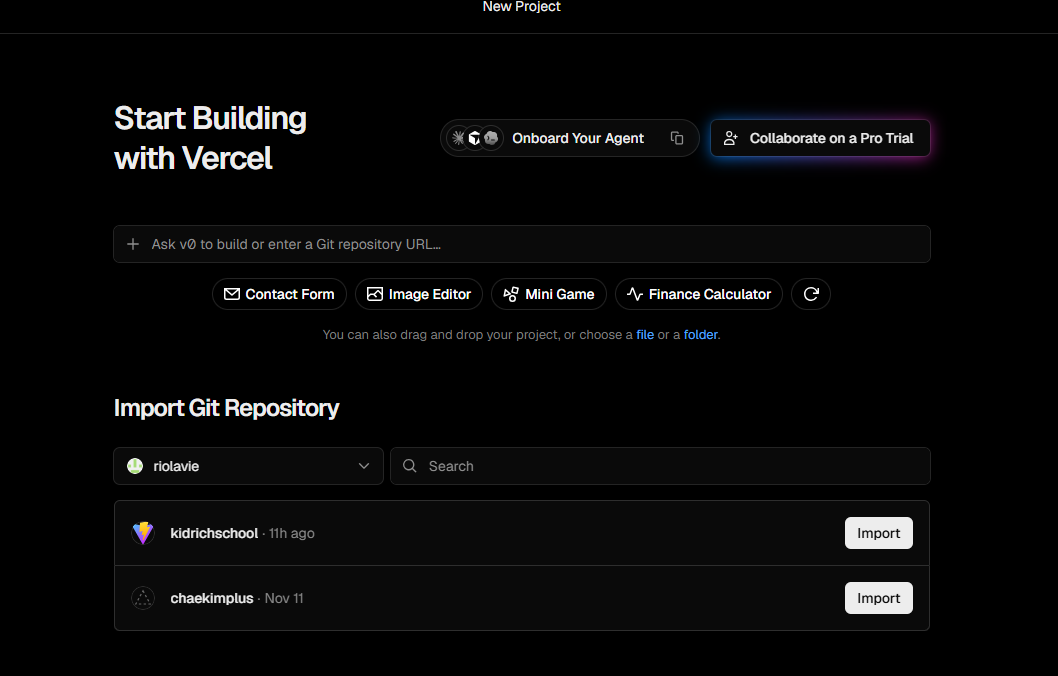 New Project
Start Building
with Vercel
Onboard Your Agent
Collaborate on a Pro Trial
Ask v0 to build or enter a Git repository URL...
Contact Form
Image Editor
Mini Game
Finance Calculator
You can also drag and drop your project, or choose a file or a folder.
Import Git Repository
riolavie
Search
kidrichschool · 11h ago
Import
chaekimplus · Nov 11
Import